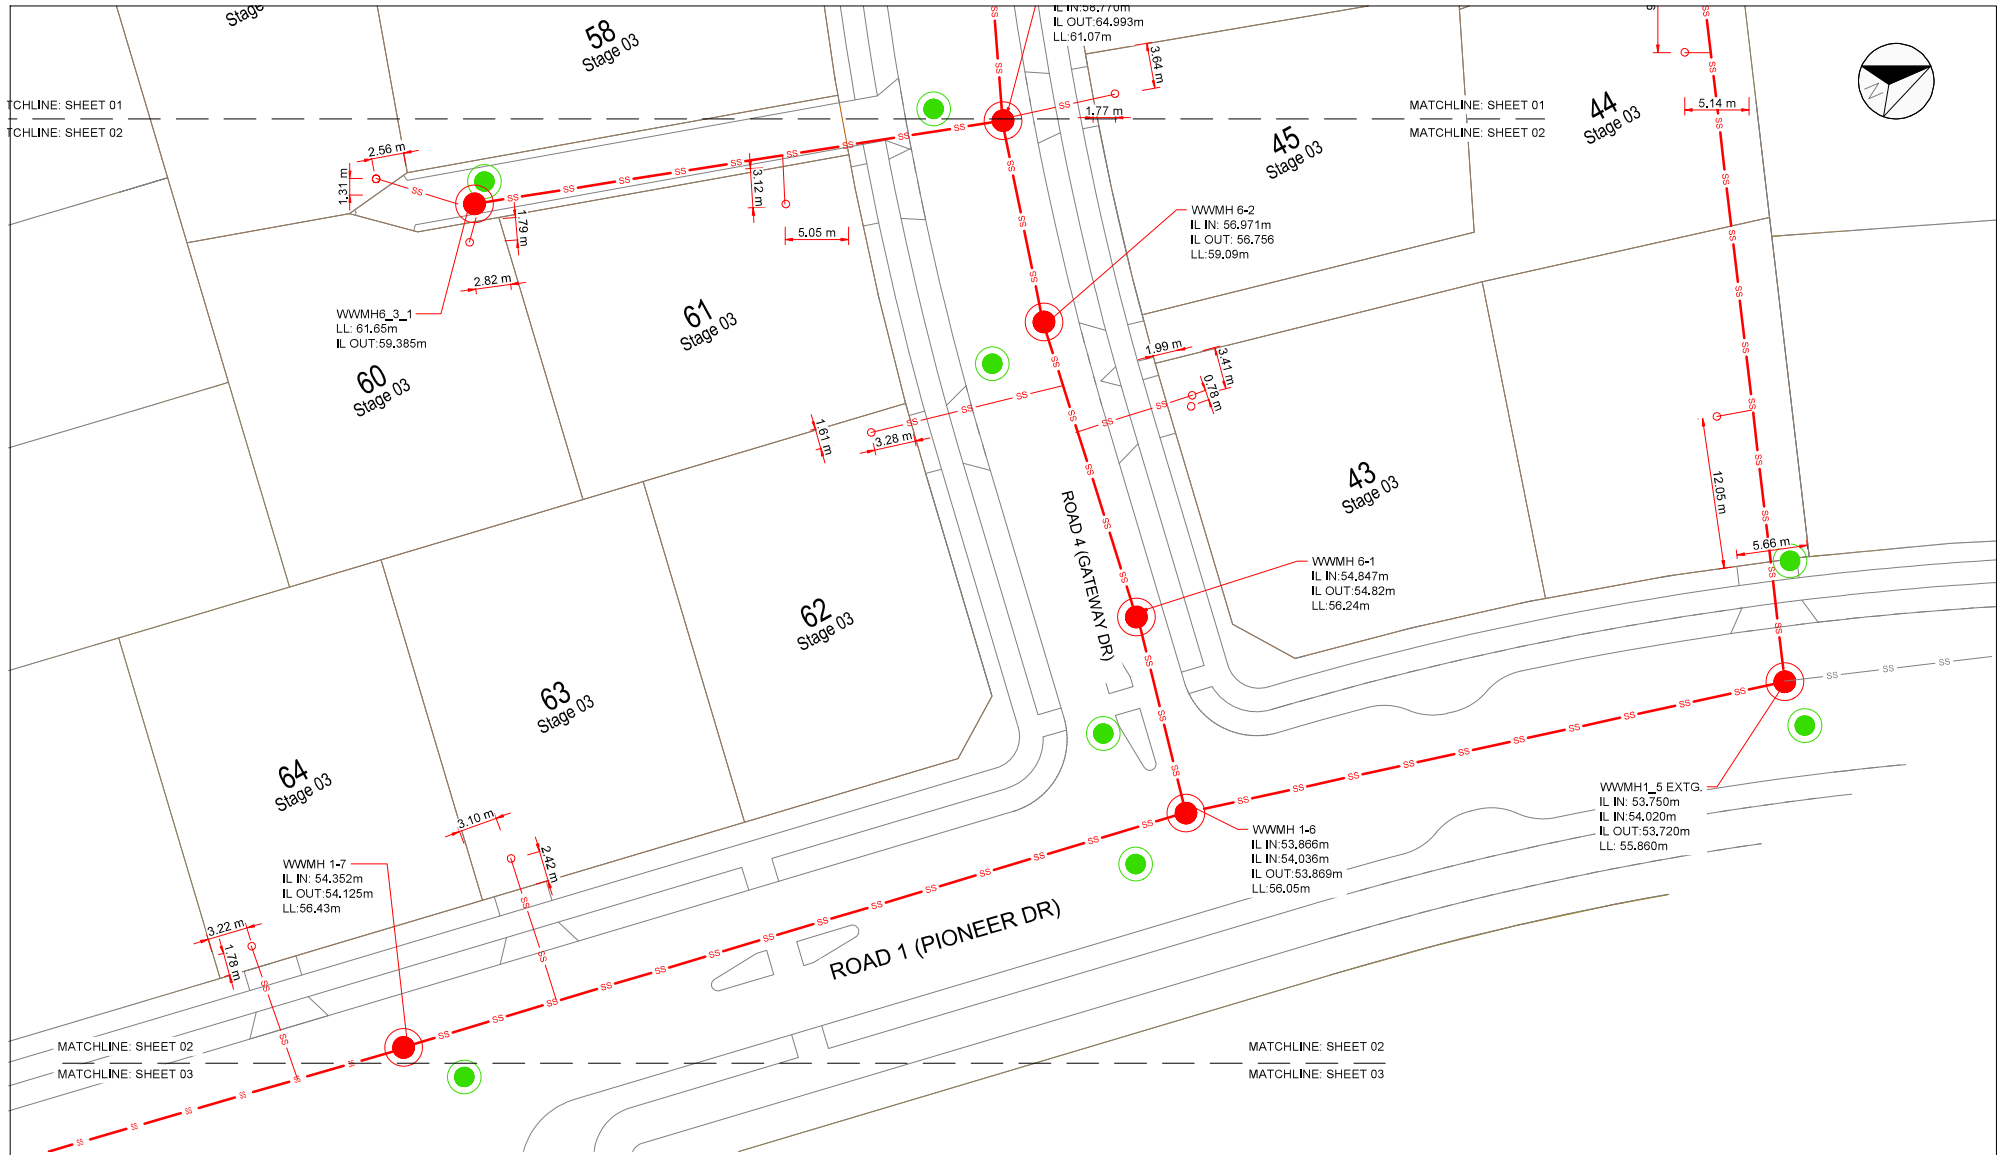 Stage
58
Stage 03
IL IN:58.770m
IL OUT:64.993m
LL:61.07m
3.64 m
1.77 m
TCHLINE: SHEET 01
TCHLINE: SHEET 02
MATCHLINE: SHEET 01
MATCHLINE: SHEET 02
44
Stage 03
5.14 m
N
45
Stage 03
2.56 m
1.31 m
3.12 m
5.05 m
1.79 m
2.82 m
WWMH 6-2
IL IN: 56.971m
IL OUT: 56.756
LL:59.09m
WWMH6_3_1
LL: 61.65m
IL OUT:59.385m
61
Stage 03
60
Stage 03
1.99 m
3.41 m
0.78 m
1.61 m
3.28 m
43
Stage 03
12.05 m
5.66 m
ROAD 4 (GATEWAY DR)
WWMH 6-1
IL IN:54.847m
IL OUT:54.82m
LL:56.24m
62
Stage 03
63
Stage 03
64
Stage 03
WWMH1_5 EXTG.
IL IN: 53.750m
IL IN:54.020m
IL OUT:53.720m
LL: 55.860m
3.10 m
2.42 m
WWMH 1-6
IL IN:53.866m
IL IN:54.036m
IL OUT:53.869m
LL:56.05m
WWMH 1-7
IL IN: 54.352m
IL OUT:54.125m
LL:56.43m
3.22 m
1.78 m
ROAD 1 (PIONEER DR)
MATCHLINE: SHEET 02
MATCHLINE: SHEET 03
MATCHLINE: SHEET 02
MATCHLINE: SHEET 03